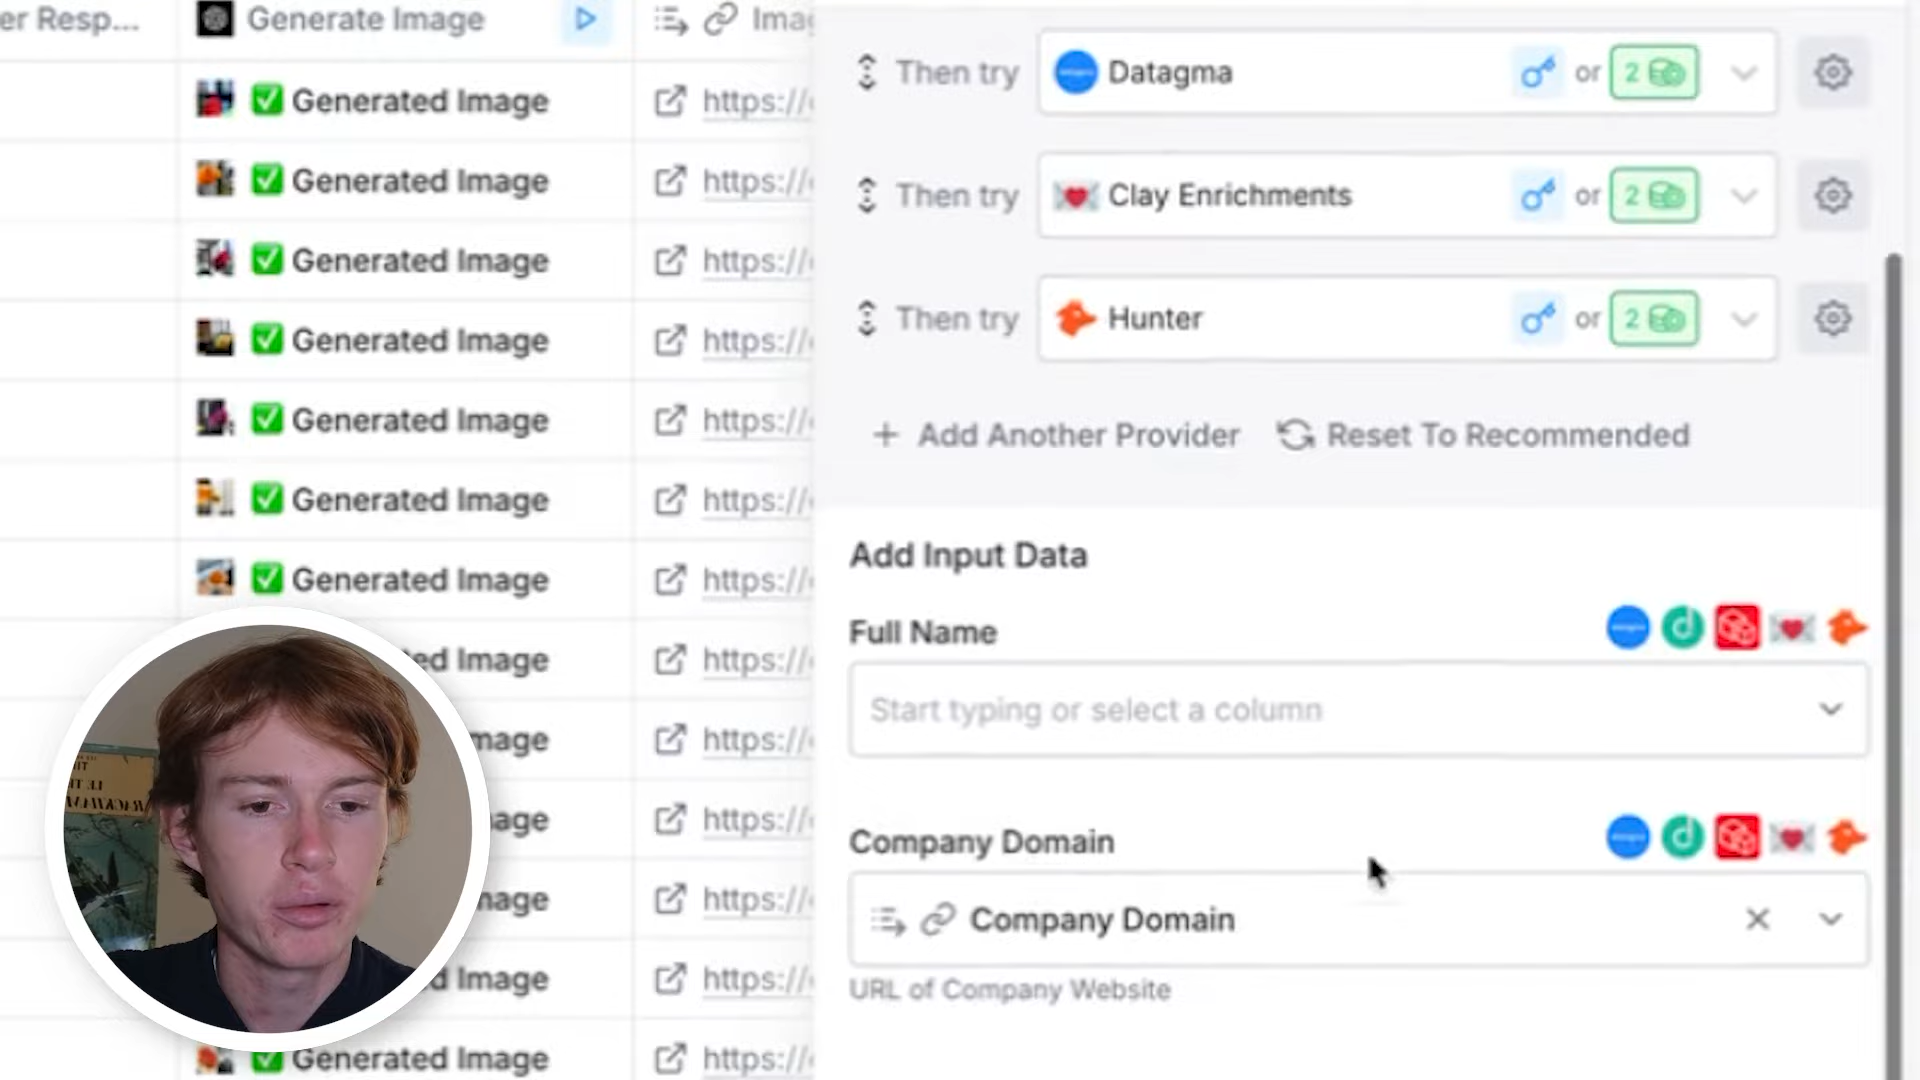 er Resp...
Generate Image
Imag
Generated Image
https://
Generated Image
https://
Generated Image
https://
Generated Image
https://
Generated Image
https://
Generated Image
https://
Generated Image
https://
ed Image
https://
mage
https://
age
https://
nage
https://
d Image
https://
Generated Image
https://
Then try
Datagma
or
2
Then try
Clay Enrichments
or
2
Then try
Hunter
or
2
+ Add Another Provider
Reset To Recommended
Add Input Data
Full Name
Start typing or select a column
Company Domain
Company Domain
URL of Company Website